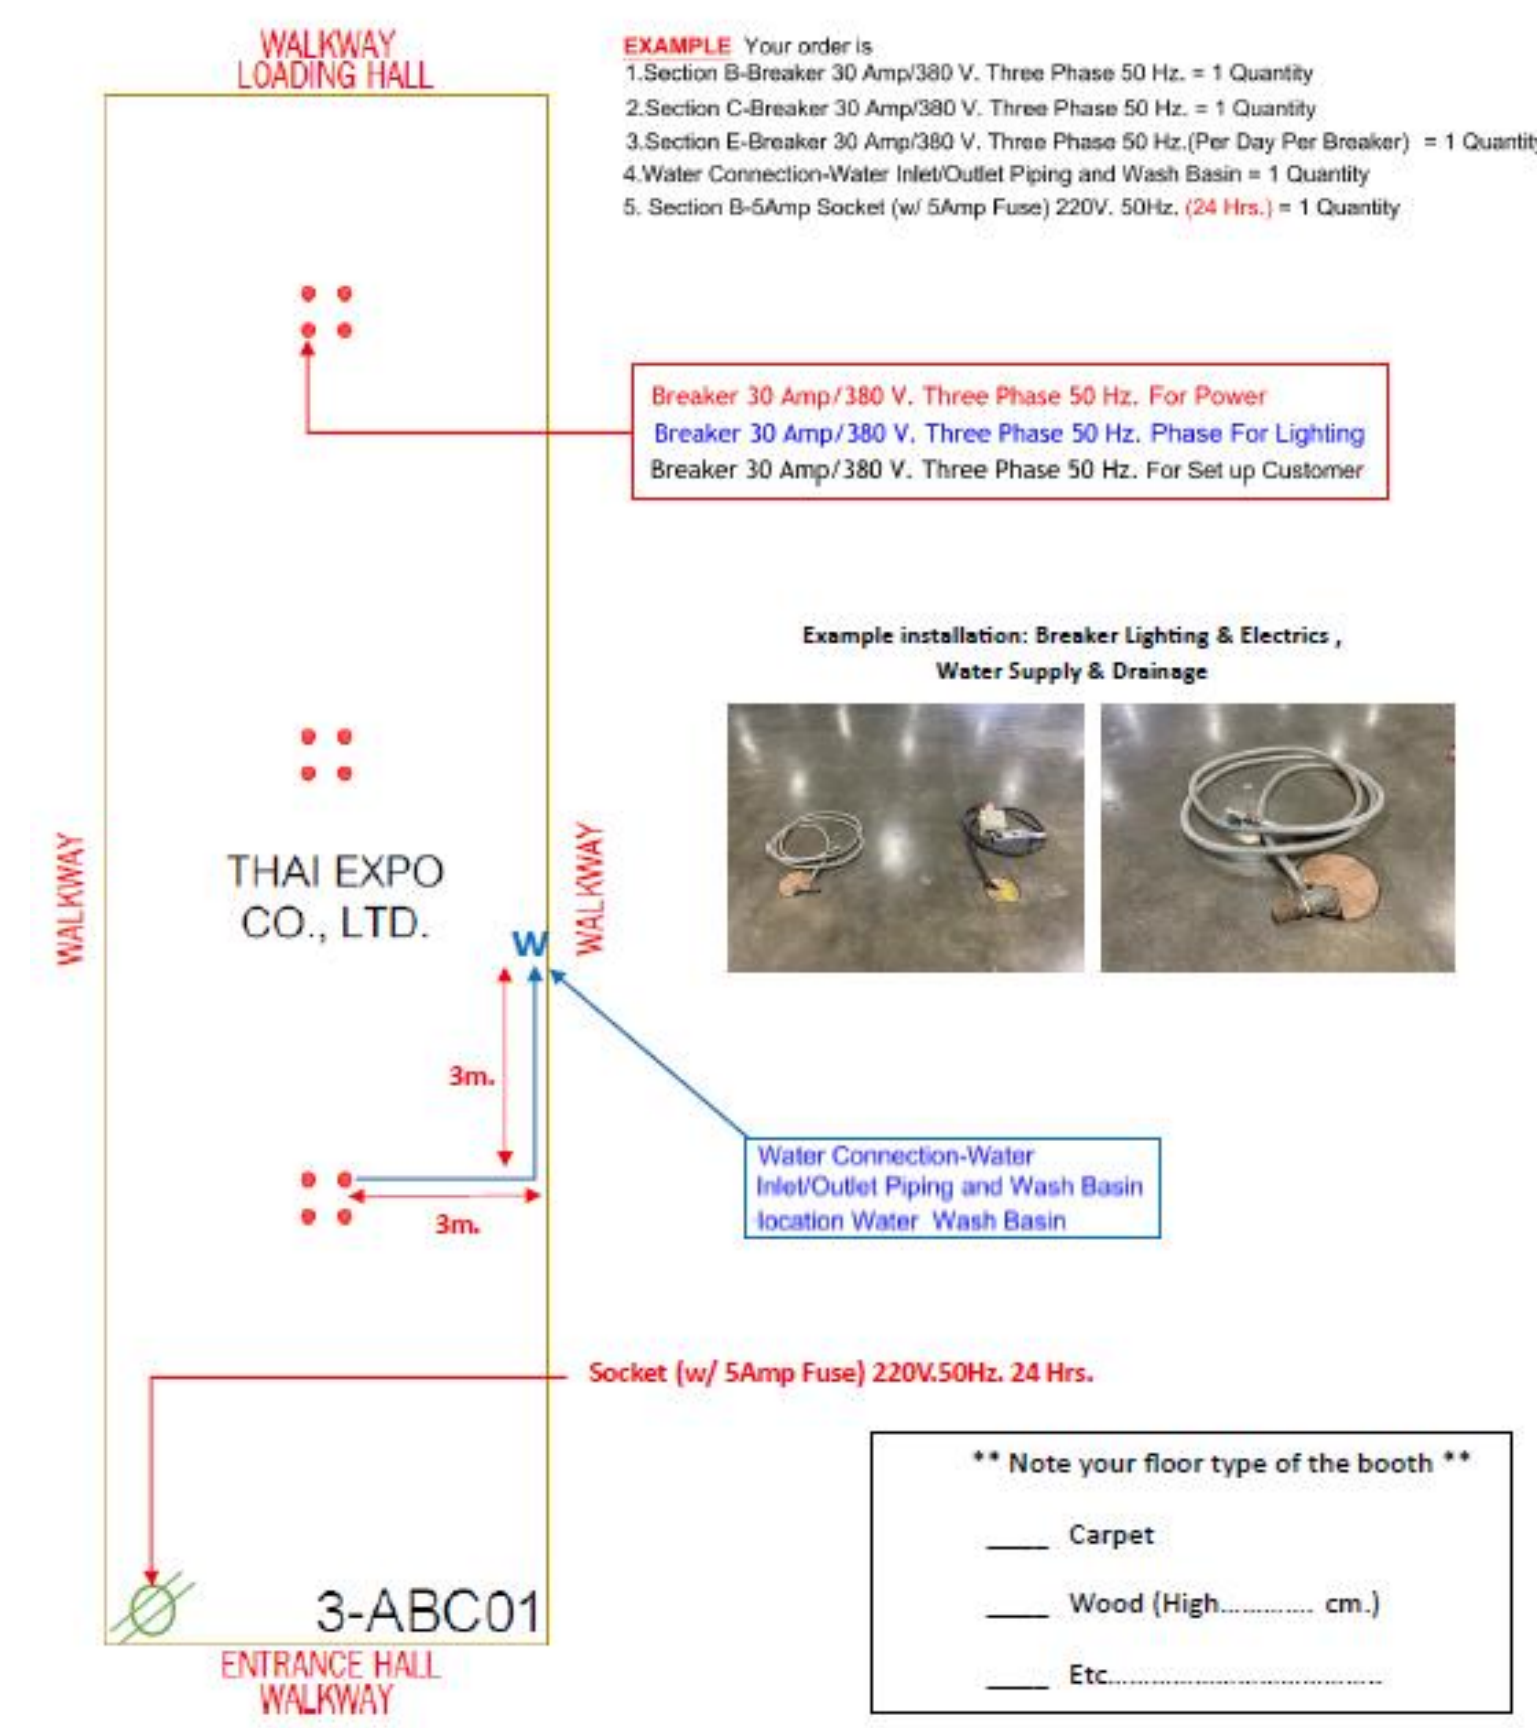 WALKWAY
LOADING HALL
EXAMPLE Your order is
1.Section B-Breaker 30 Amp/380 V. Three Phase 50 Hz. = 1 Quantity
2.Section C-Breaker 30 Amp/380 V. Three Phase 50 Hz. = 1 Quantity
3.Section E-Breaker 30 Amp/380 V. Three Phase 50 Hz.(Per Day Per Breaker) = 1 Quantity
4.Water Connection-Water Inlet/Outlet Piping and Wash Basin = 1 Quantity
5. Section B-5Amp Socket (w/ 5Amp Fuse) 220V. 50Hz. (24 Hrs.) = 1 Quantity
Breaker 30 Amp/380 V. Three Phase 50 Hz. For Power
Breaker 30 Amp/380 V. Three Phase 50 Hz. Phase For Lighting
Breaker 30 Amp/380 V. Three Phase 50 Hz. For Set up Customer
Example installation: Breaker Lighting & Electrics ,
Water Supply & Drainage
WALKWAY
THAI EXPO
CO., LTD.
W
WALKWAY
3m.
3m.
Water Connection-Water
Inlet/Outlet Piping and Wash Basin
location Water Wash Basin
Socket (w/ 5Amp Fuse) 220V.50Hz. 24 Hrs.
3-ABC01
ENTRANCE HALL
WALKWAY
** Note your floor type of the booth **
____ Carpet
____ Wood (High.............. cm.)
____ Etc..........................................